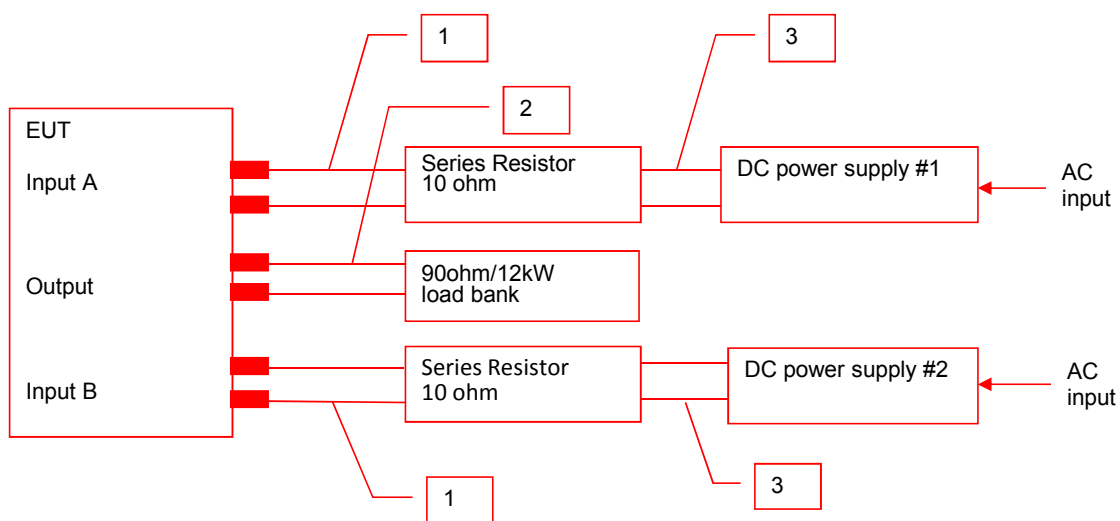 1
3
2
EUT
Input A
Series Resistor
10 ohm
DC power supply #1
AC
input
Output
90ohm/12kW
load bank
Input B
Series Resistor
10 ohm
DC power supply #2
AC
input
1
3